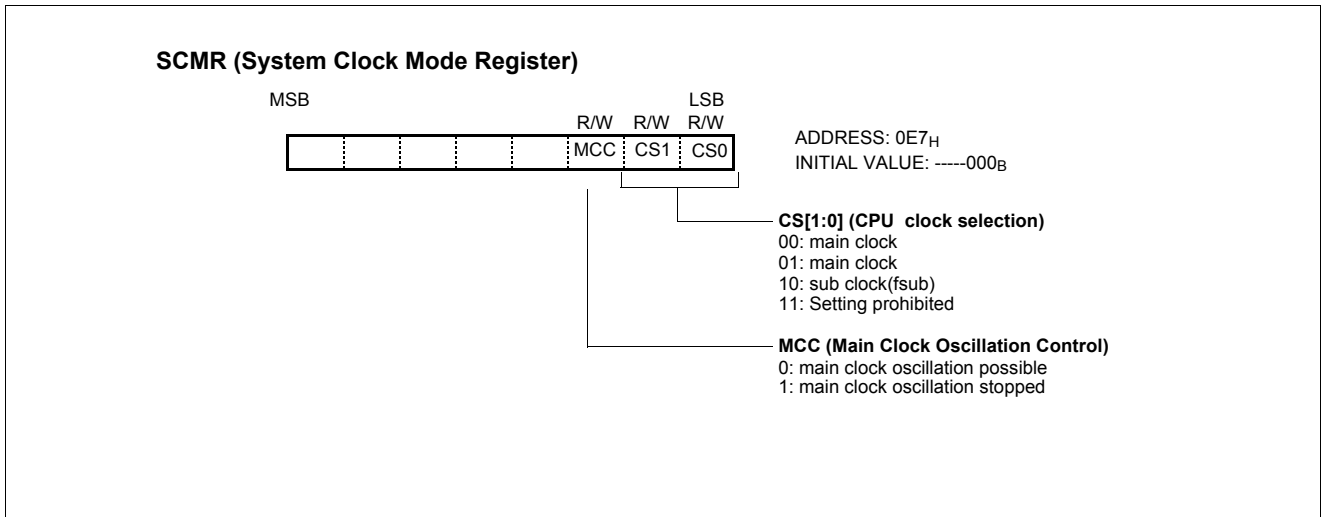 SCMR (System Clock Mode Register)
MSB LSB
R/W R/W R/W
MCC CS1 CS0
ADDRESS: 0E7H
INITIAL VALUE: -----000B
CS[1:0] (CPU clock selection)
00: main clock
01: main clock
10: sub clock(fsub)
11: Setting prohibited
MCC (Main Clock Oscillation Control)
0: main clock oscillation possible
1: main clock oscillation stopped